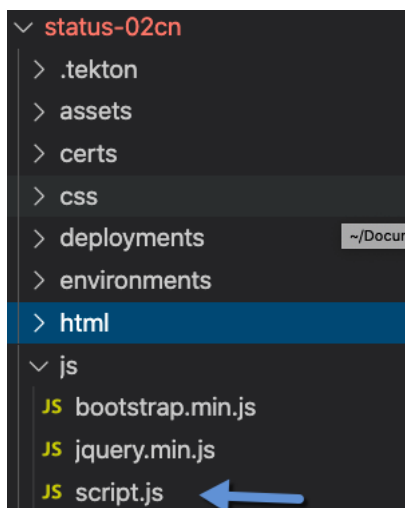 status-02cn
.tekton
assets
certs
css
deployments
~/Docum
environments
html
js
JS bootstrap.min.js
JS jquery.min.js
JS script.js